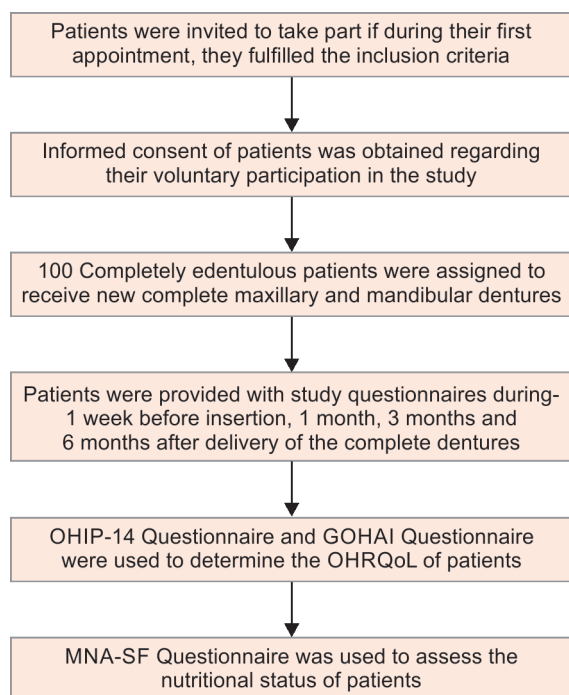 Patients were invited to take part if during their first
appointment, they fulfilled the inclusion criteria
Informed consent of patients was obtained regarding
their voluntary participation in the study
100 Completely edentulous patients were assigned to
receive new complete maxillary and mandibular dentures
Patients were provided with study questionnaires during-
1 week before insertion, 1 month, 3 months and
6 months after delivery of the complete dentures
OHIP-14 Questionnaire and GOHAI Questionnaire
were used to determine the OHRQoL of patients
MNA-SF Questionnaire was used to assess the
nutritional status of patients